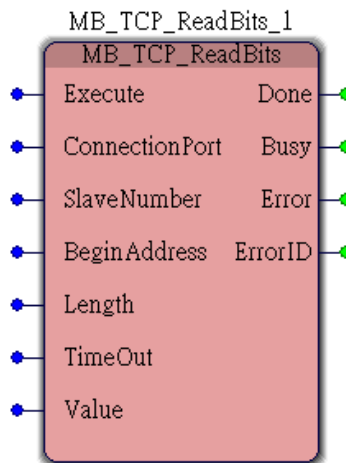 MB_TCP_ReadBits_1
MB_TCP_ReadBits
Execute Done
ConnectionPort Busy
SlaveNumber Error
BeginAddress ErrorID
Length
TimeOut
Value